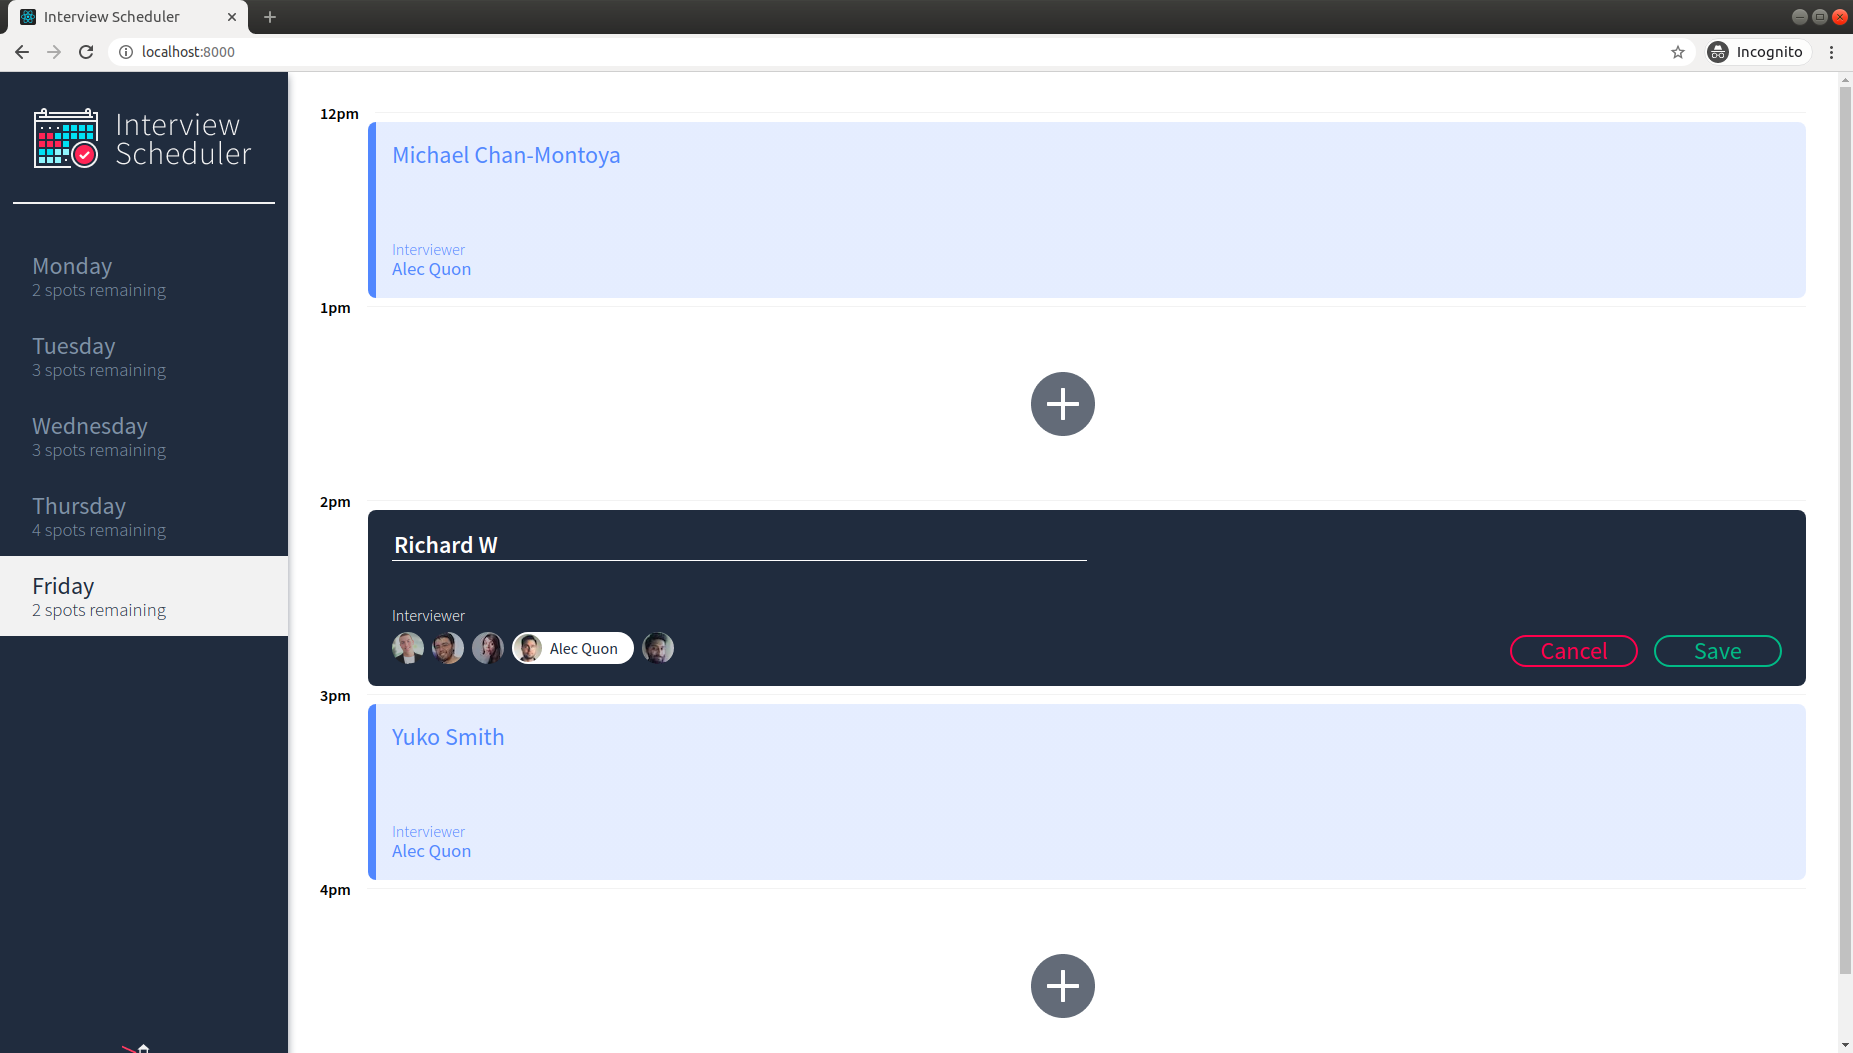 Interview Scheduler
localhost:8000
Incognito
Interview
Scheduler
Monday
2 spots remaining
Tuesday
3 spots remaining
Wednesday
3 spots remaining
Thursday
4 spots remaining
Friday
2 spots remaining
12pm
Michael Chan-Montoya
Interviewer
Alec Quon
1pm
2pm
Richard W
Interviewer
Alec Quon
Cancel
Save
3pm
Yuko Smith
Interviewer
Alec Quon
4pm